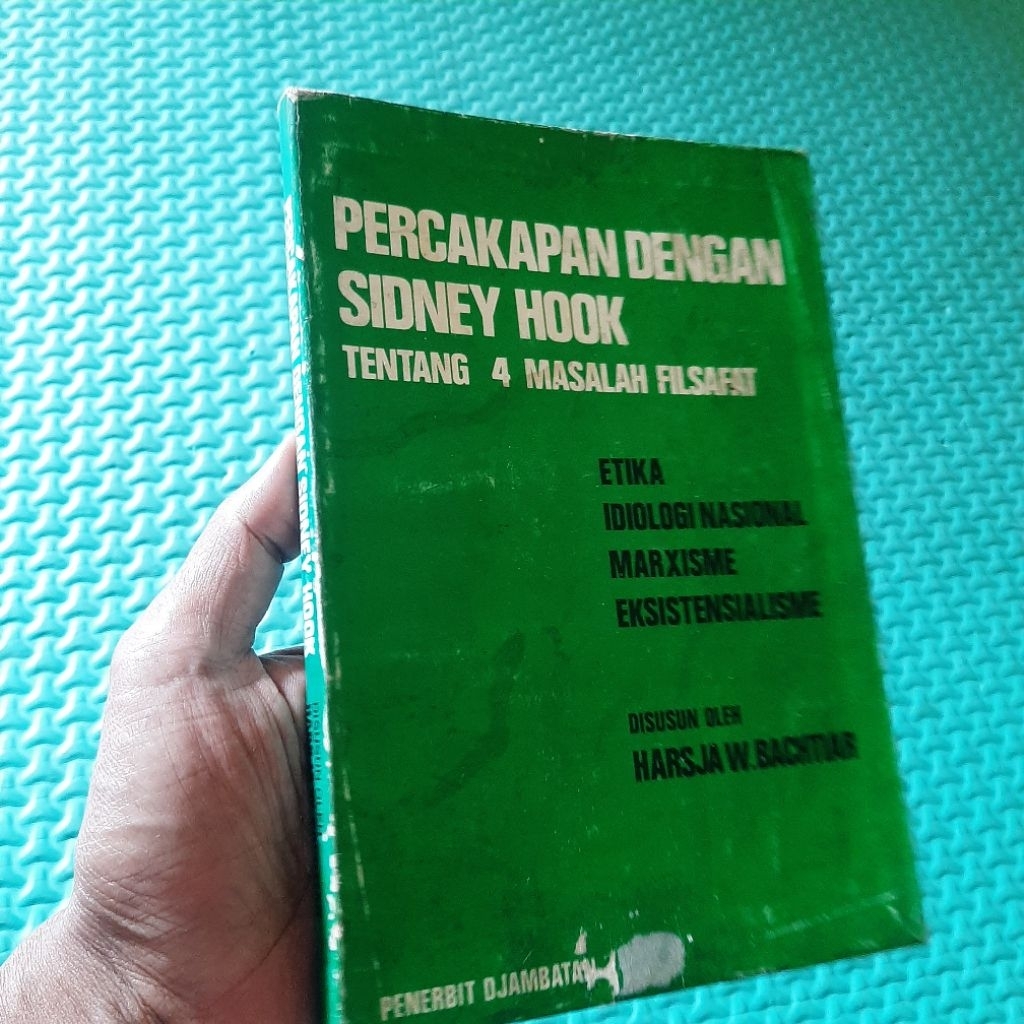 PERCAKAPAN DENGAN
SIDNEY HOOK
TENTANG 4 MASALAH FILSAFAT
ETIKA
IDIOLOGI NASIONAL
MARXISME
EKSISTENSIALISME
DISUSUN OLEH
HARSJA W. BACHTIAR
PENERBIT DJAMBATAN